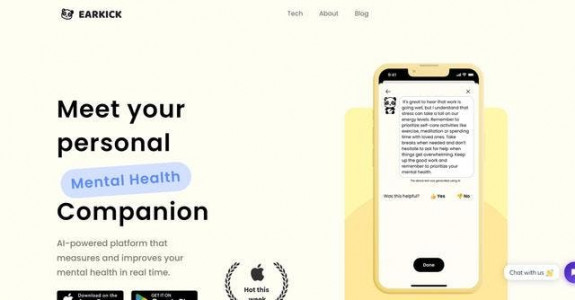 EARKICK
Tech About Blog
Meet your
personal
Mental Health
Companion
AI-powered platform that
measures and improves your
mental health in real time.
Download on the
GET IT ON
Hot this
week
It's good to hear that work is
going well, but I understand that
stress can take a toll on our
energy levels. Remember to
prioritize self-care activities like
exercise, meditation or spending
time with loved ones. Take
breaks when needed and don't
hesitate to ask for help when
things get overwhelming. Keep
up the good work and
remember to prioritize your
mental health.
Was this helpful? 👍 Yes 👎 No
Done
Chat with us 👋